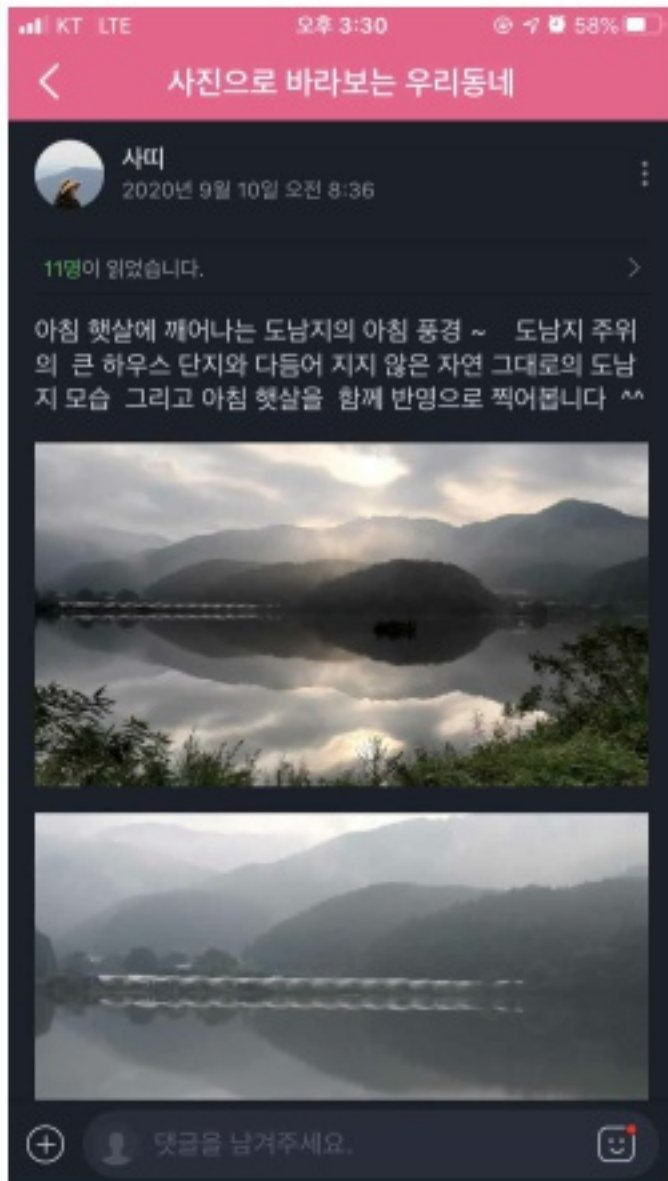 KT LTE 오후 3:30 58%
사진으로 바라보는 우리동네
사띠
2020년 9월 10일 오전 8:36
11명이 읽었습니다.
아침 햇살에 깨어나는 도남지의 아침 풍경 ~ 도남지 주위
의 큰 하우스 단지와 다듬어 지지 않은 자연 그대로의 도남
지 모습 그리고 아침 햇살을 함께 반영으로 찍어봅니다 ^^
댓글을 남겨주세요.